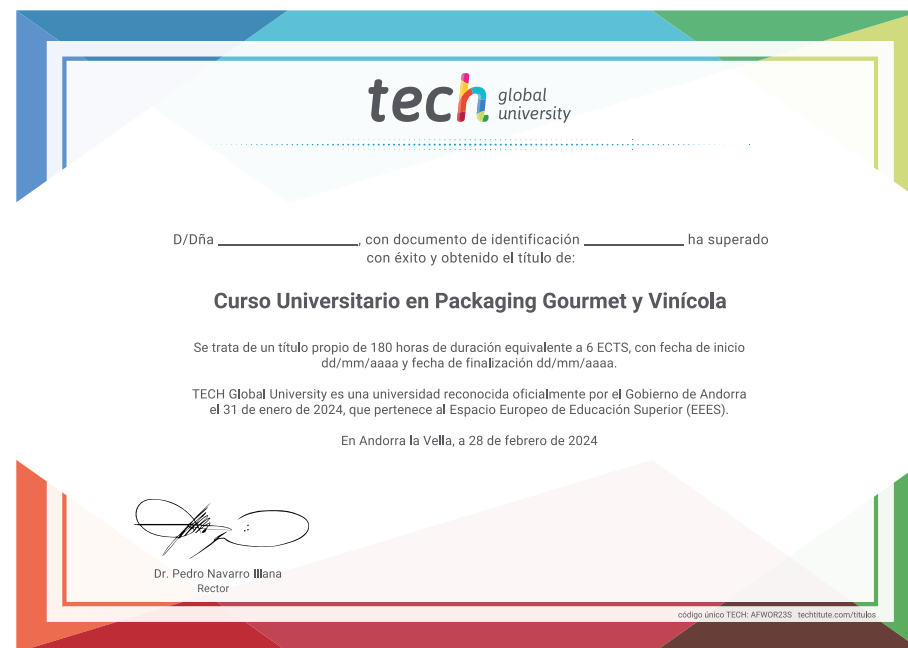 tech global university
D/Dña ____________________, con documento de identificación ______________ ha superado
con éxito y obtenido el título de:
Curso Universitario en Packaging Gourmet y Vinícola
Se trata de un título propio de 180 horas de duración equivalente a 6 ECTS, con fecha de inicio
dd/mm/aaaa y fecha de finalización dd/mm/aaaa.
TECH Global University es una universidad reconocida oficialmente por el Gobierno de Andorra
el 31 de enero de 2024, que pertenece al Espacio Europeo de Educación Superior (EEES).
En Andorra la Vella, a 28 de febrero de 2024
Dr. Pedro Navarro Illana
Rector
código único TECH: AFWOR23S techtitute.com/titulos